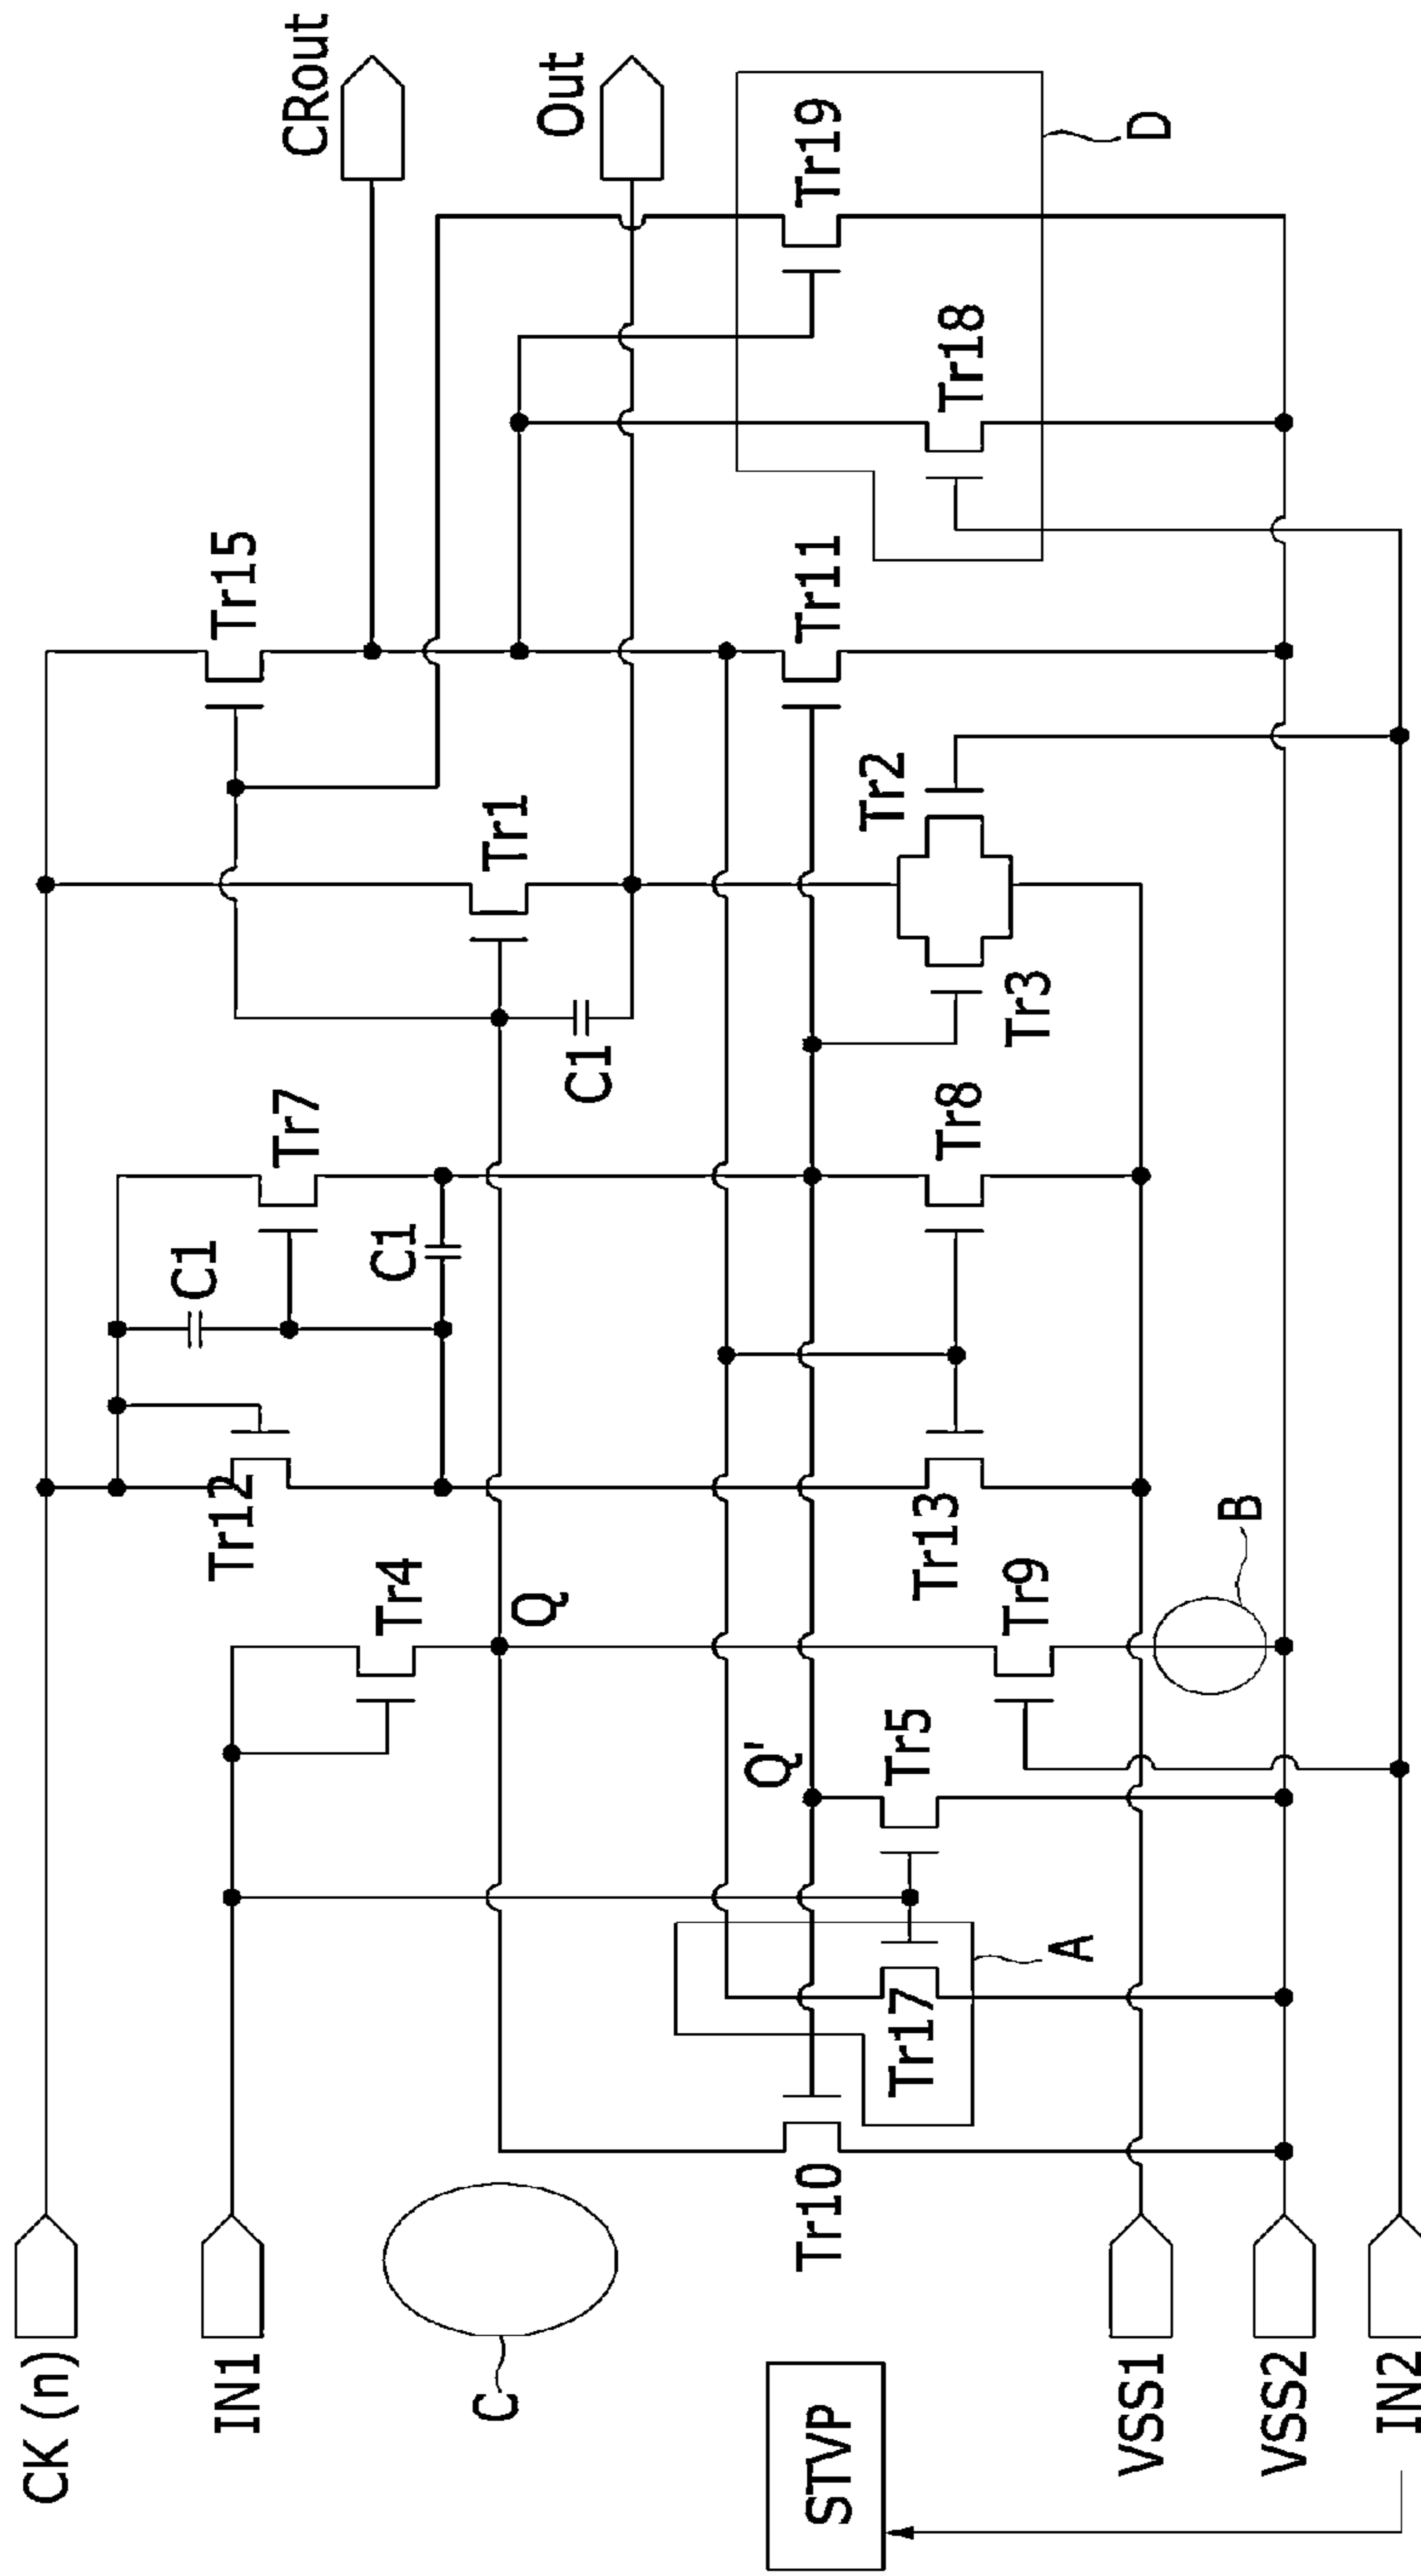 CK (n)
IN1
C
STVP
VSS1
VSS2
IN2
Tr10
Tr17
A
Q'
Tr5
Tr4
Q
Tr9
B
Tr12
Tr13
C1
Tr7
C1
Tr8
C1
Tr1
Tr3
Tr2
Tr15
Tr11
Tr18
Tr19
D
CRout
Out